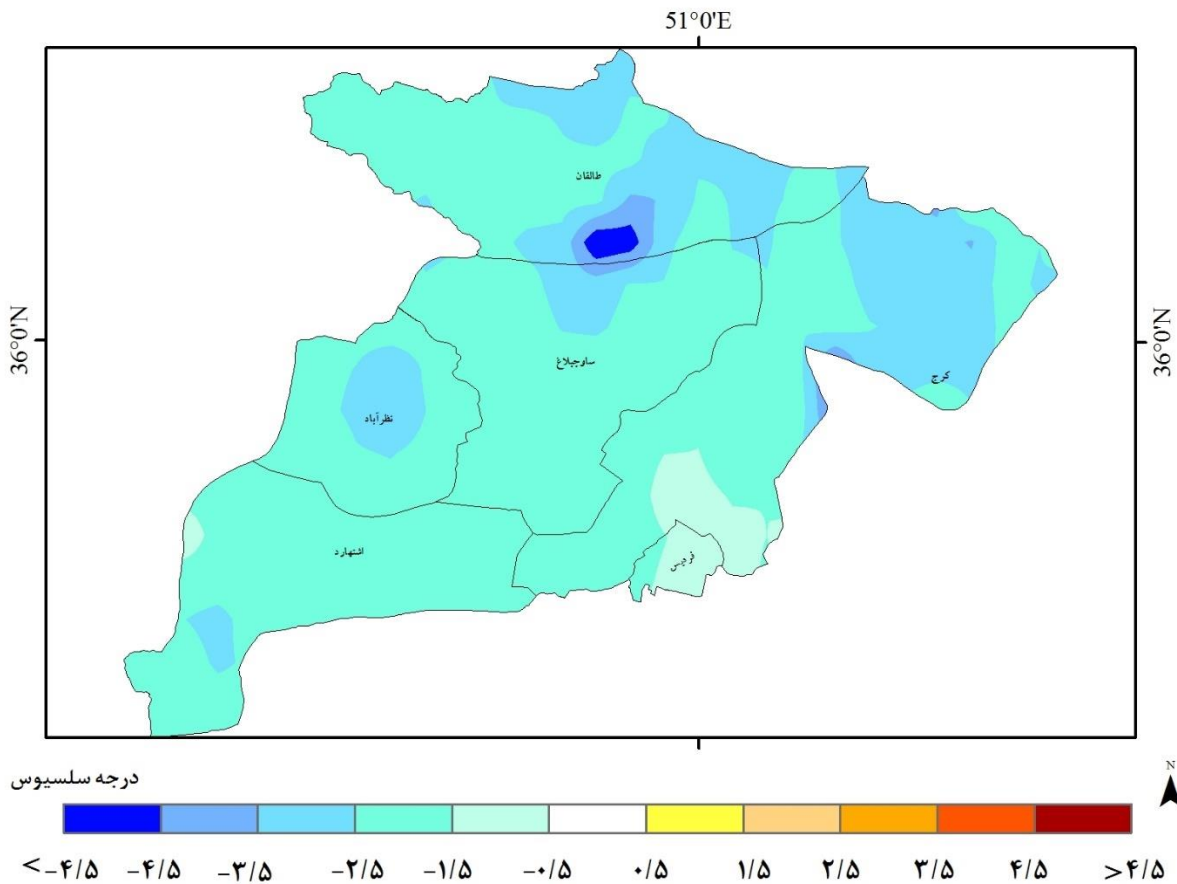 51°0'E
طالقان
36°0'N
36°0'N
ساوجبلاغ
کرج
نظرآباد
اشتهارد
فردیس
درجه سلسیوس
N
<-۴/۵ -۴/۵ -۳/۵ -۲/۵ -۱/۵ -۰/۵ ۰/۵ ۱/۵ ۲/۵ ۳/۵ ۴/۵ >۴/۵